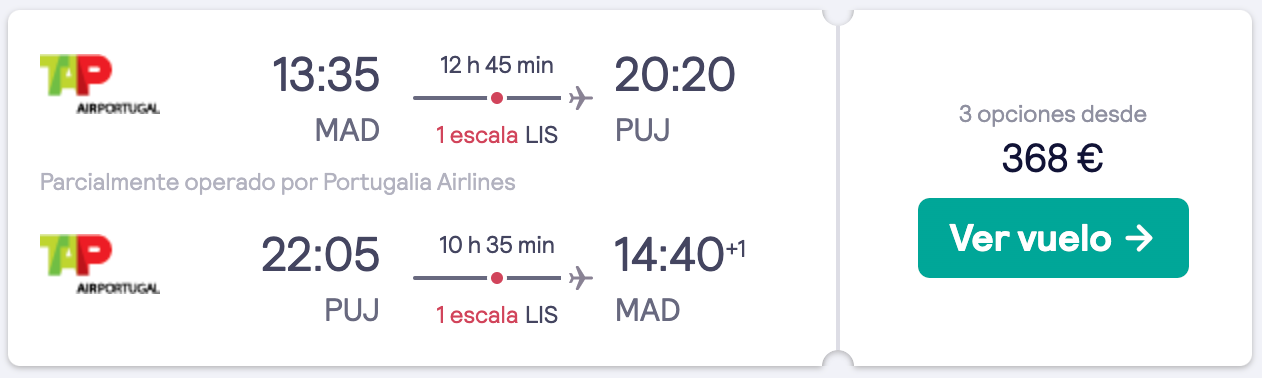 TAP
AIRPORTUGAL
13:35
12 h 45 min
20:20
MAD
1 escala LIS
PUJ
Parcialmente operado por Portugalia Airlines
TAP
AIRPORTUGAL
22:05
10 h 35 min
14:40+1
PUJ
1 escala LIS
MAD
3 opciones desde
368 €
Ver vuelo →